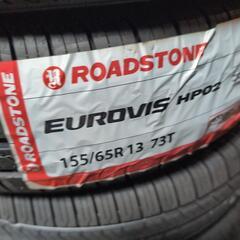 ROADSTONE
EUROVIS HP02
155/65R 13 73T
ROADSTONE